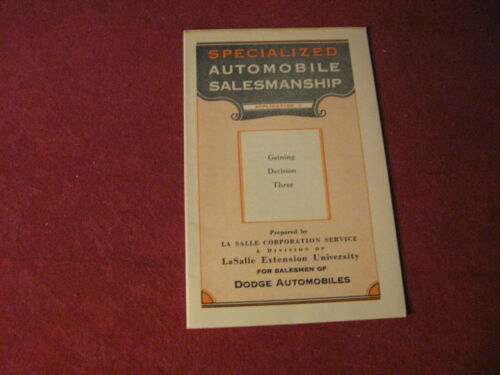 SPECIALIZED
AUTOMOBILE
SALESMANSHIP
APPLICATION
Gaining
Decision
Three
Prepared by
LA SALLE CORPORATION SERVICE
A DIVISION OF
LaSalle Extension University
FOR SALESMEN OF
DODGE AUTOMOBILES